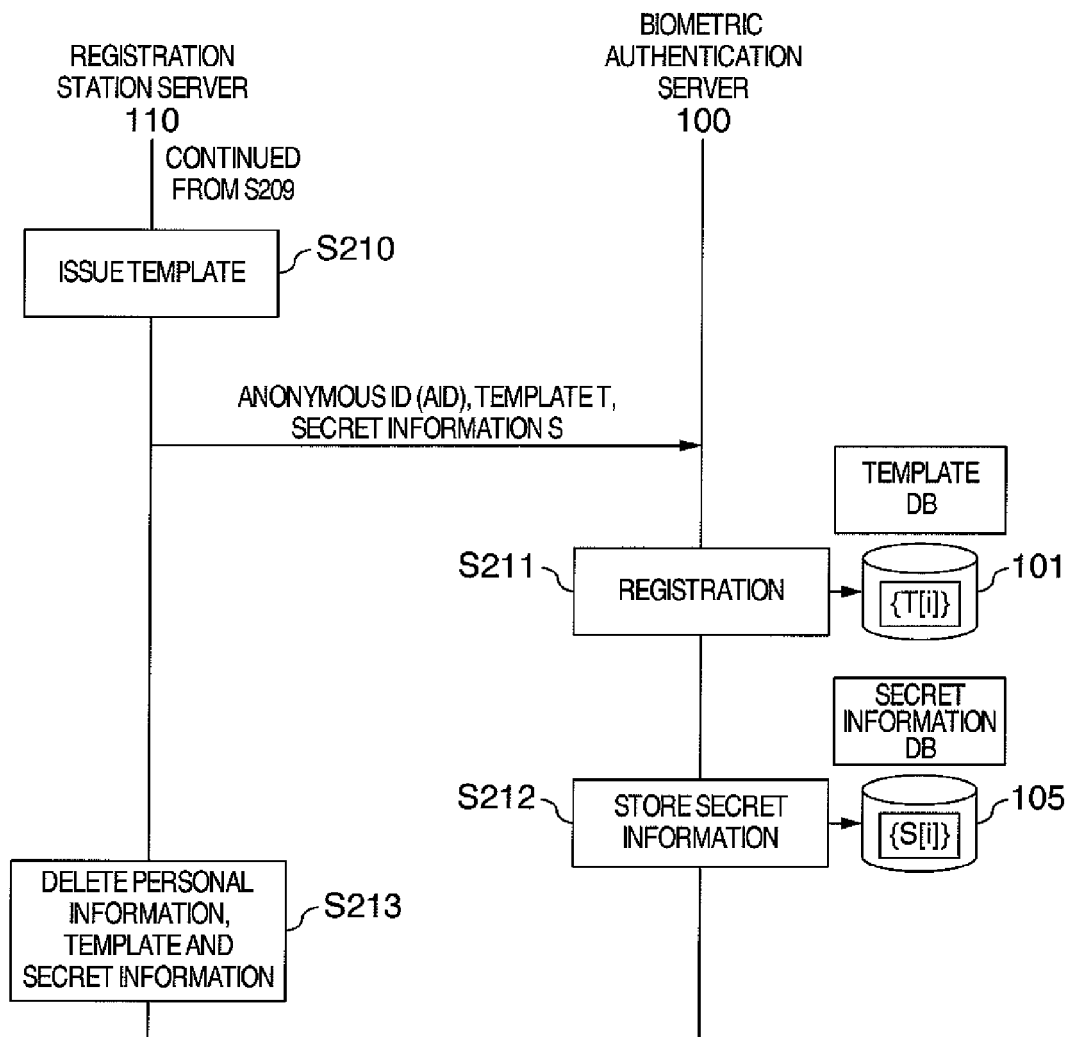 REGISTRATION
STATION SERVER
110
BIOMETRIC
AUTHENTICATION
SERVER
100
CONTINUED
FROM S209
ISSUE TEMPLATE
S210
ANONYMOUS ID (AID), TEMPLATE T,
SECRET INFORMATION S
TEMPLATE
DB
S211
REGISTRATION
{T[i]}
101
SECRET
INFORMATION
DB
S212
STORE SECRET
INFORMATION
{S[i]}
105
DELETE PERSONAL
INFORMATION,
TEMPLATE AND
SECRET INFORMATION
S213